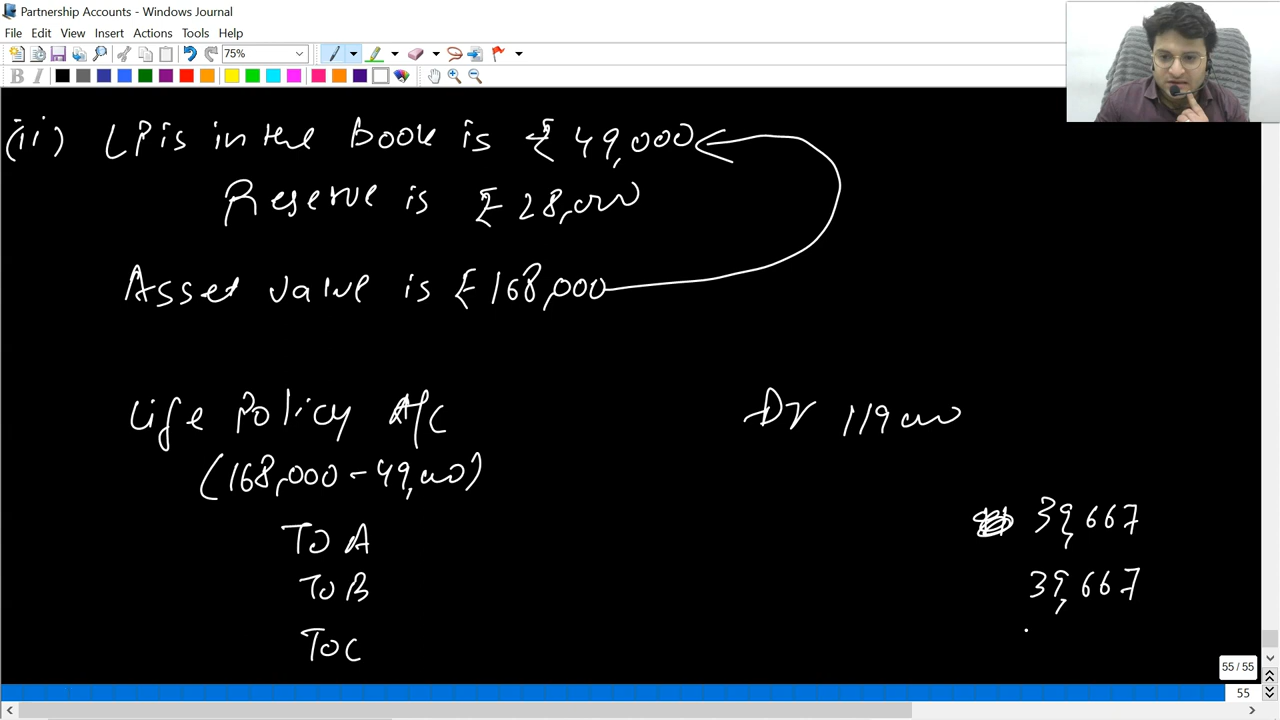 Partnership Accounts - Windows Journal
File Edit View Insert Actions Tools Help
75%
B I
(ii) LP is in the Book is ₹ 49,000
Reserve is ₹ 28,000
Asset value is ₹ 168,000
Life Policy A/C Dr 119000
(168,000 - 49,000)
To A 39,667
To B 39,667
To C
55 / 55
55